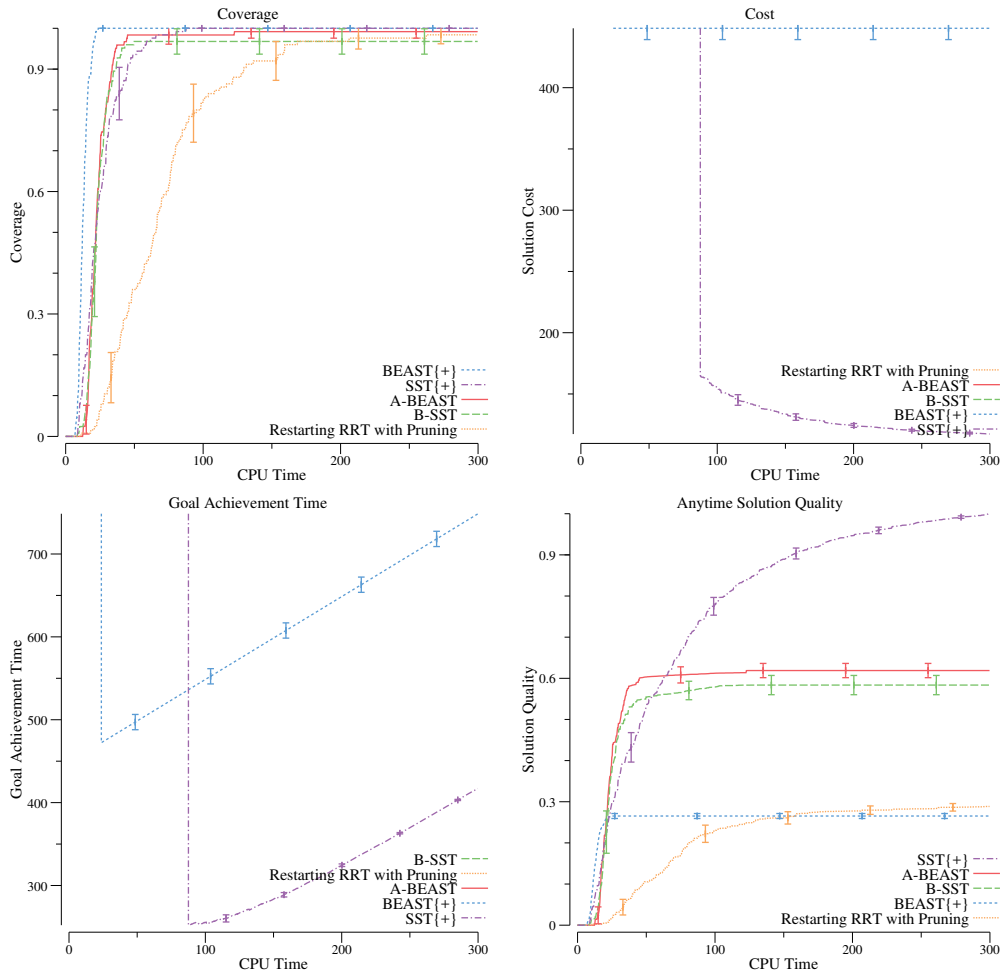 Coverage
Coverage
0.9
0.6
0.3
0
BEAST{+}
SST{+}
A-BEAST
B-SST
Restarting RRT with Pruning
0
100
200
300
CPU Time
Cost
Solution Cost
400
300
200
Restarting RRT with Pruning
A-BEAST
B-SST
BEAST{+}
SST{+}
0
100
200
300
CPU Time
Goal Achievement Time
Goal Achievement Time
700
600
500
400
300
B-SST
Restarting RRT with Pruning
A-BEAST
BEAST{+}
SST{+}
0
100
200
300
CPU Time
Anytime Solution Quality
Solution Quality
0.9
0.6
0.3
0
SST{+}
A-BEAST
B-SST
BEAST{+}
Restarting RRT with Pruning
0
100
200
300
CPU Time